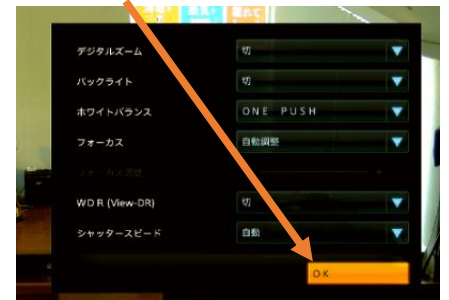 デジタルズーム 切
バックライト 切
ホワイトバランス ONE PUSH
フォーカス 自動調整
WDR (View-DR) 切
シャッタースピード 自動
OK